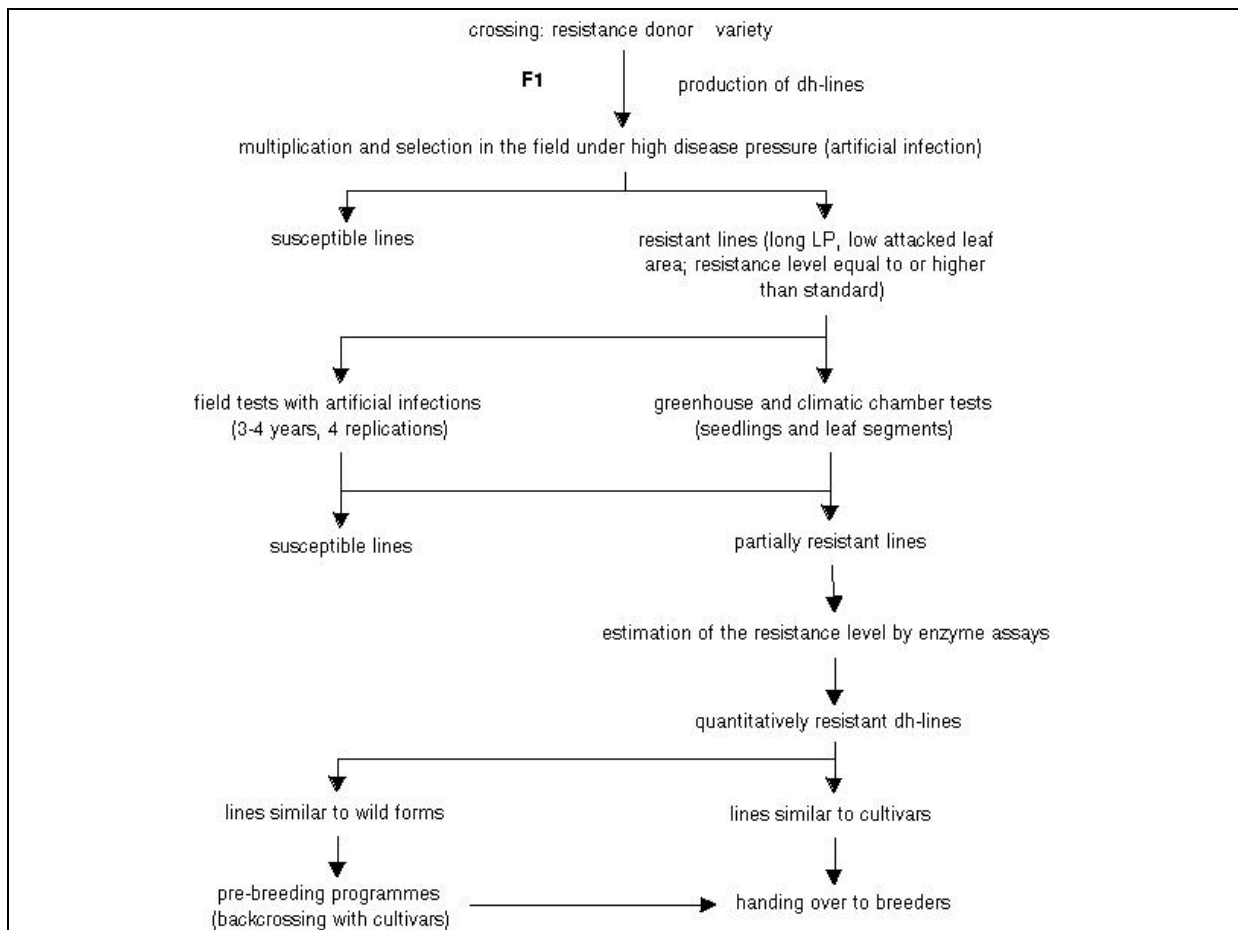 crossing: resistance donor variety
F1
production of dh-lines
multiplication and selection in the field under high disease pressure (artificial infection)
susceptible lines
resistant lines (long LP, low attacked leaf
area; resistance level equal to or higher
than standard)
field tests with artificial infections
(3-4 years, 4 replications)
greenhouse and climatic chamber tests
(seedlings and leaf segments)
susceptible lines
partially resistant lines
estimation of the resistance level by enzyme assays
quantitatively resistant dh-lines
lines similar to wild forms
lines similar to cultivars
pre-breeding programmes
(backcrossing with cultivars)
handing over to breeders